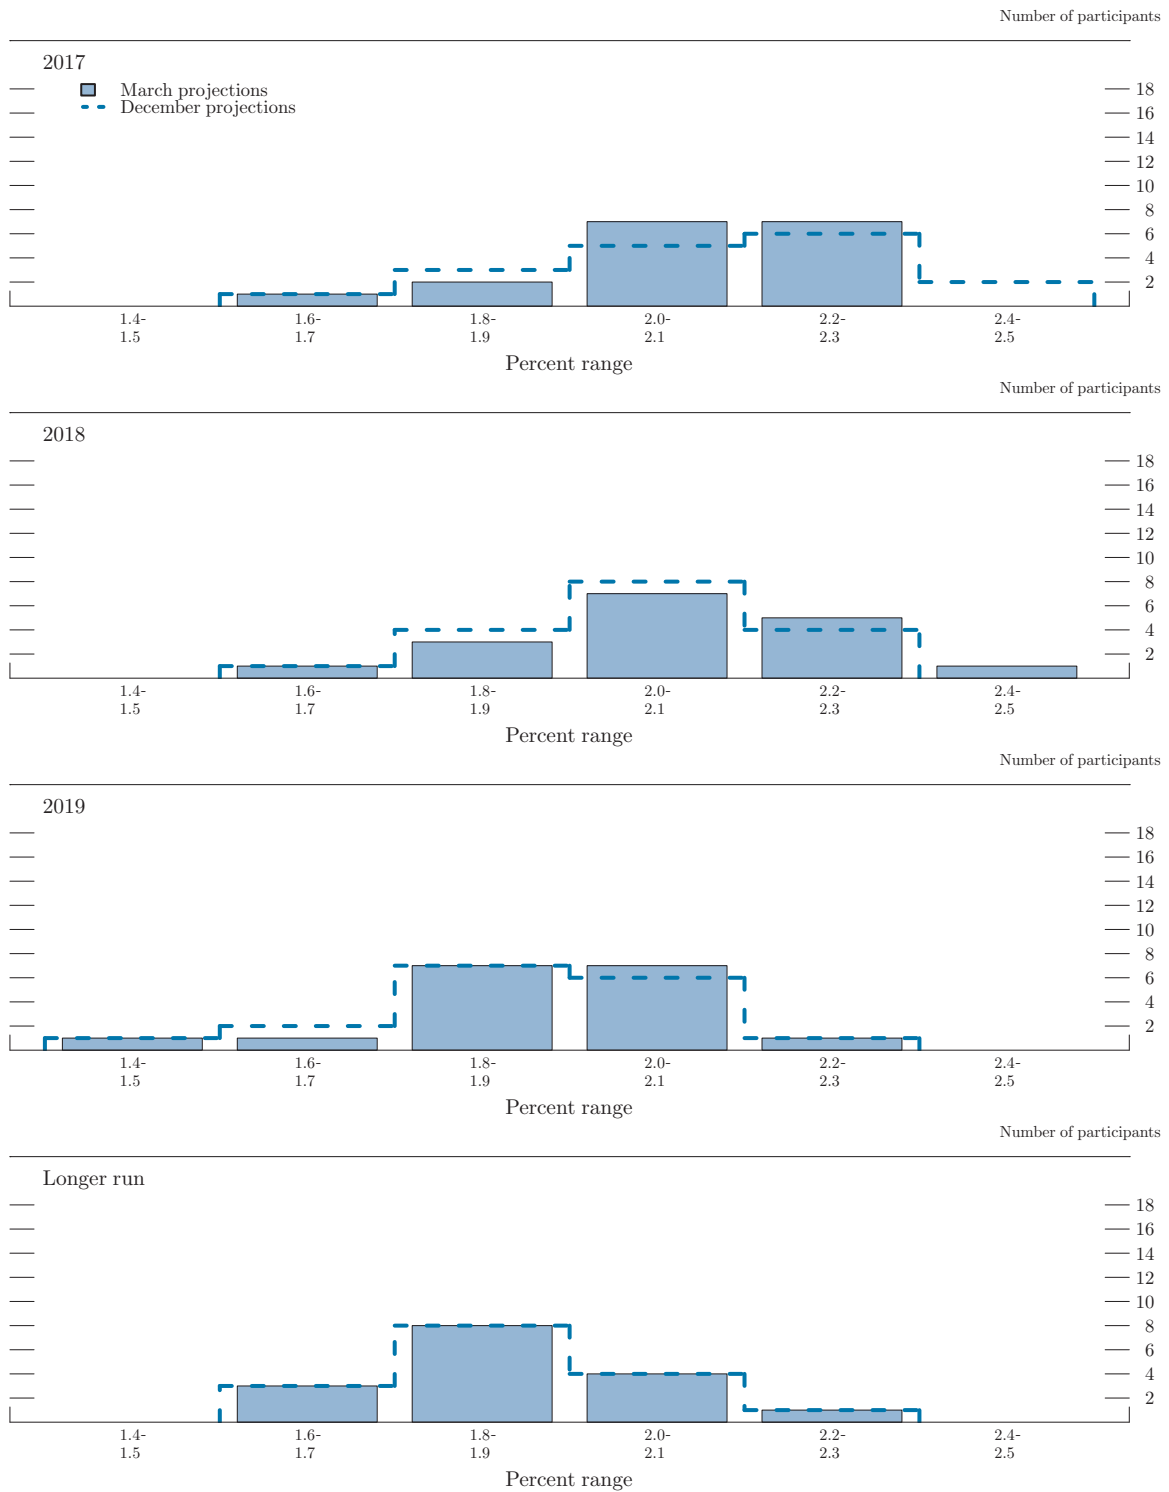 Number of participants
2017
March projections
December projections
18
16
14
12
10
8
6
4
2
1.4- 1.6- 1.8- 2.0- 2.2- 2.4-
1.5 1.7 1.9 2.1 2.3 2.5
Percent range
Number of participants
2018
18
16
14
12
10
8
6
4
2
1.4- 1.6- 1.8- 2.0- 2.2- 2.4-
1.5 1.7 1.9 2.1 2.3 2.5
Percent range
Number of participants
2019
18
16
14
12
10
8
6
4
2
1.4- 1.6- 1.8- 2.0- 2.2- 2.4-
1.5 1.7 1.9 2.1 2.3 2.5
Percent range
Number of participants
Longer run
18
16
14
12
10
8
6
4
2
1.4- 1.6- 1.8- 2.0- 2.2- 2.4-
1.5 1.7 1.9 2.1 2.3 2.5
Percent range